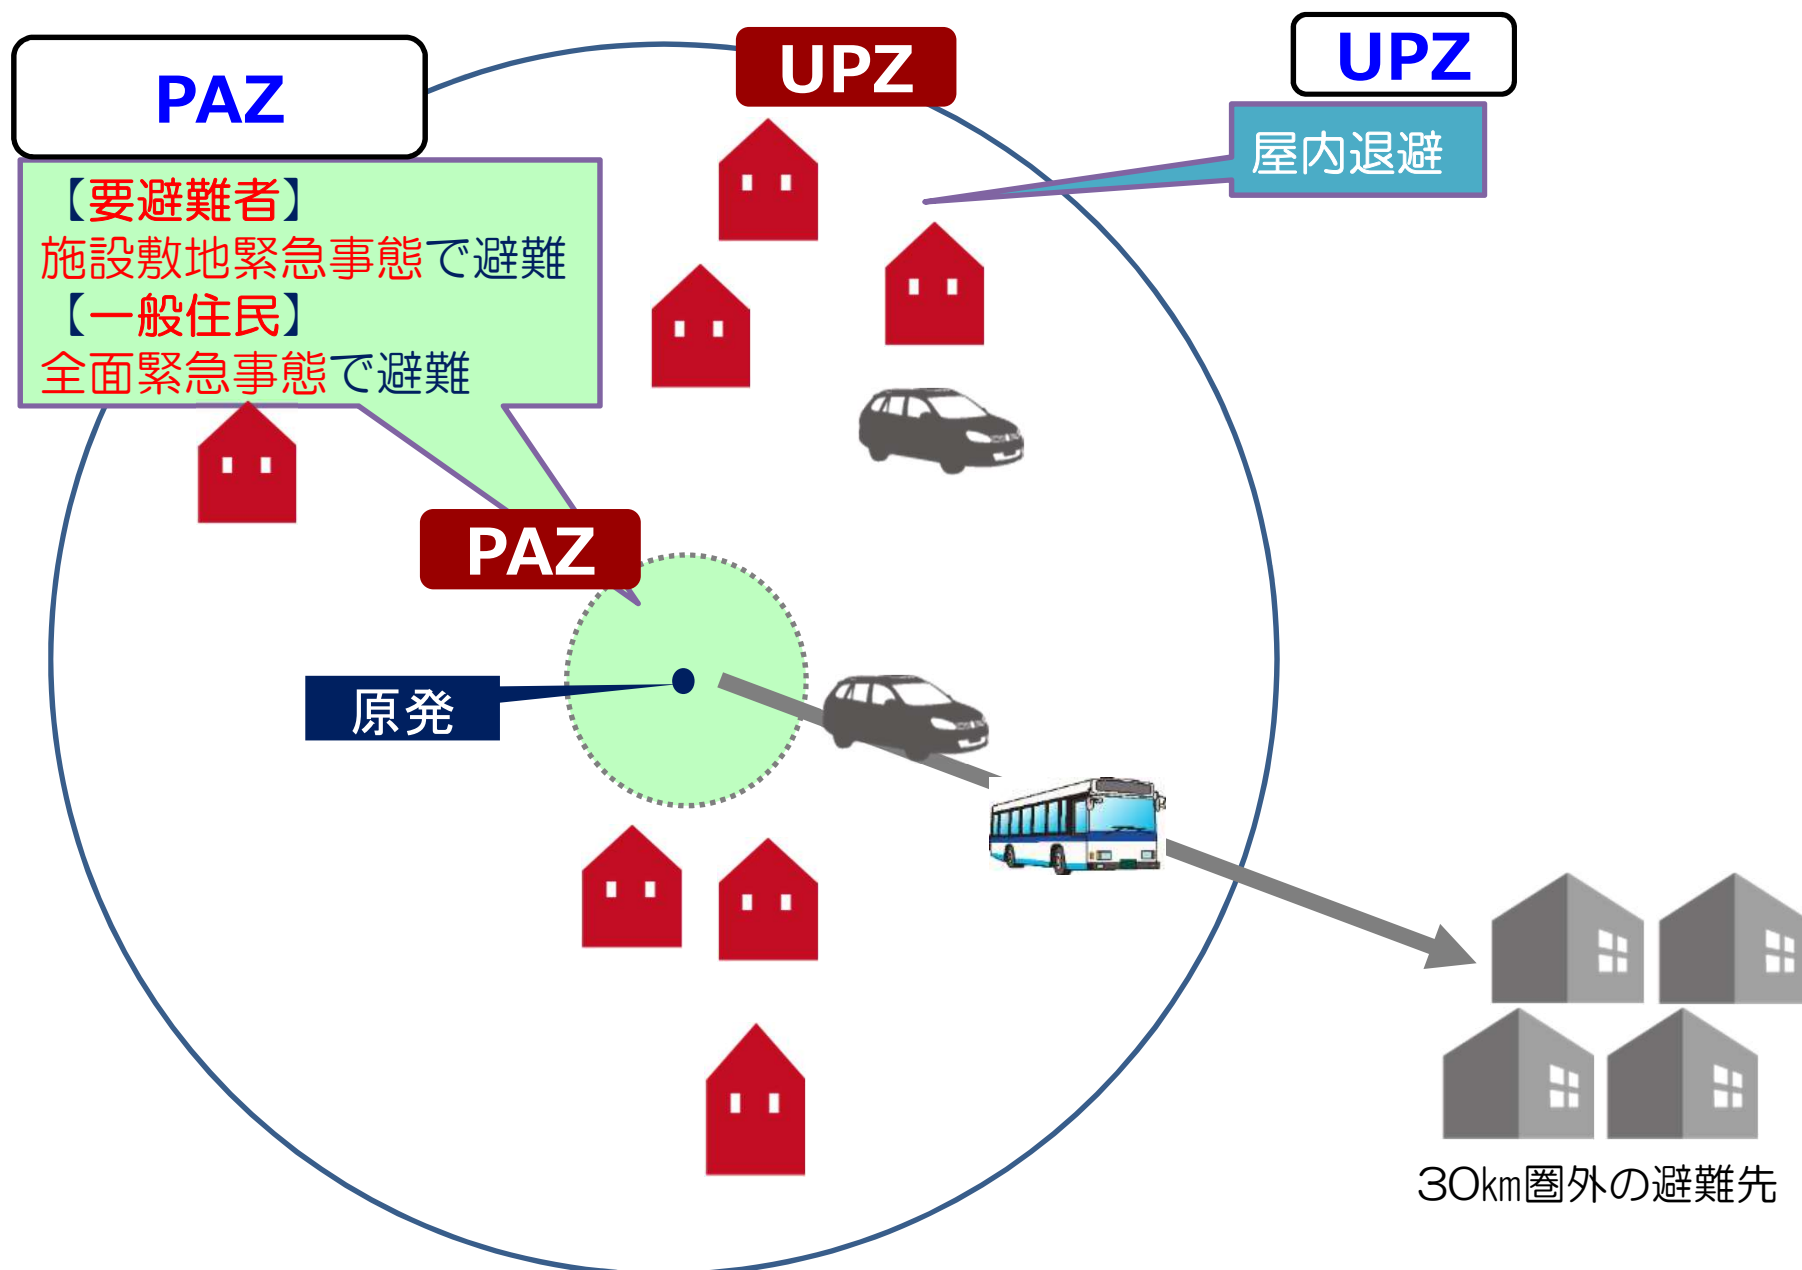 PAZ
【要避難者】
施設敷地緊急事態で避難
【一般住民】
全面緊急事態で避難
UPZ
UPZ
屋内退避
PAZ
原発
30km圏外の避難先